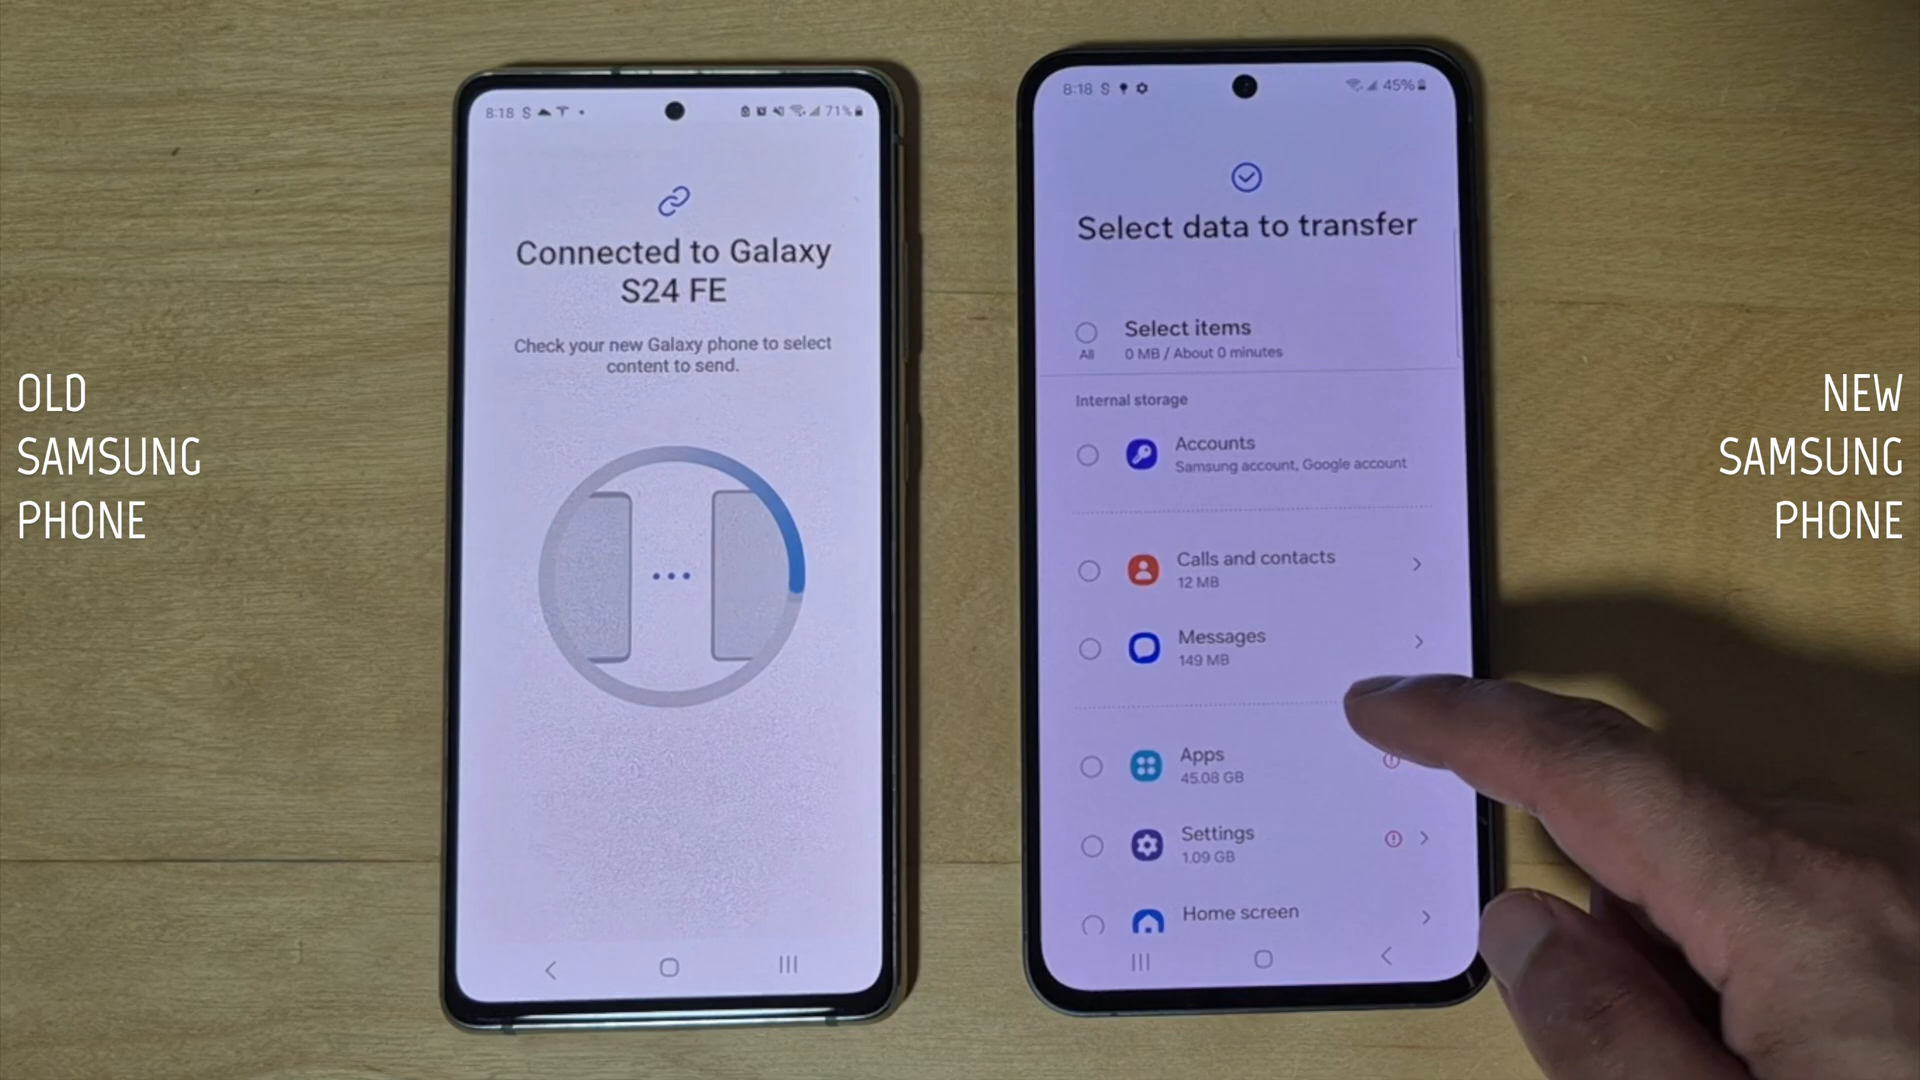 OLD
SAMSUNG
PHONE
8:18
71%
Connected to Galaxy
S24 FE
Check your new Galaxy phone to select
content to send.
8:18
45%
Select data to transfer
Select items
All
0 MB / About 0 minutes
Internal storage
Accounts
Samsung account, Google account
Calls and contacts
12 MB
Messages
149 MB
Apps
45.08 GB
Settings
1.09 GB
Home screen
NEW
SAMSUNG
PHONE